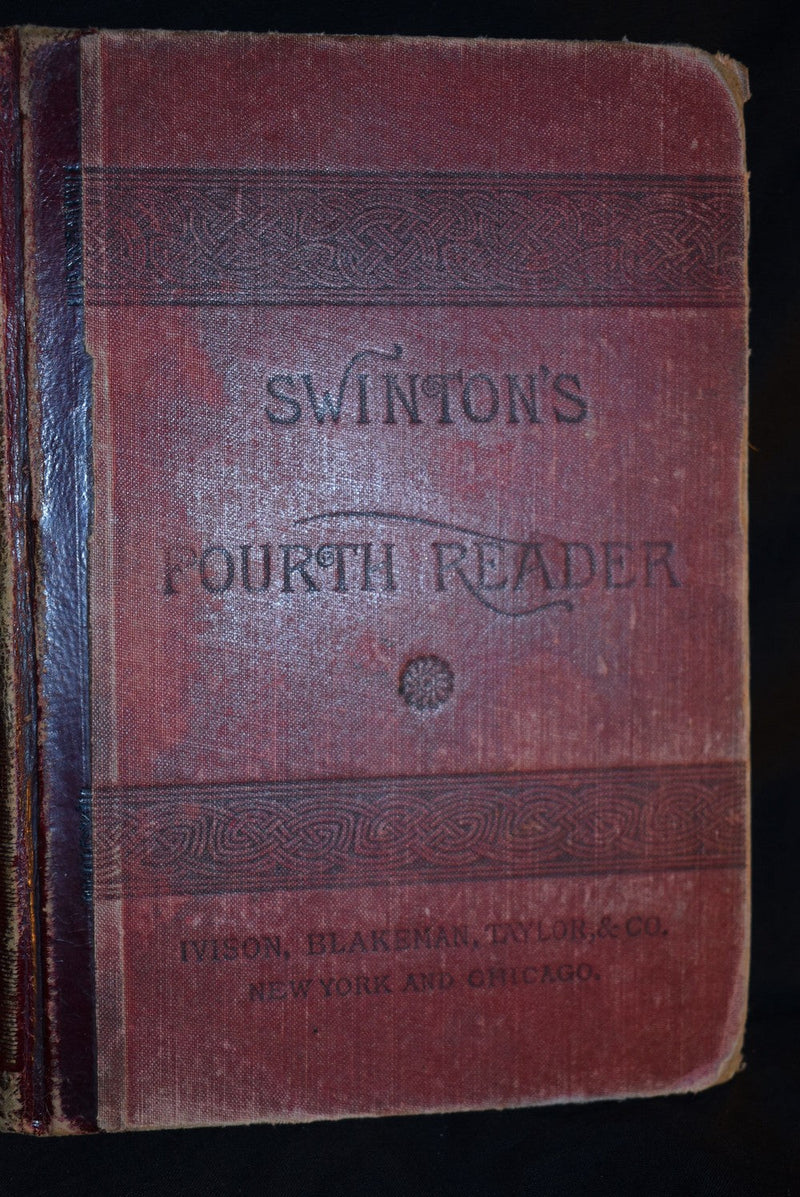 SWINTON'S
FOURTH READER
IVISON, BLAKEMAN, TAYLOR, & CO.
NEW YORK AND CHICAGO.